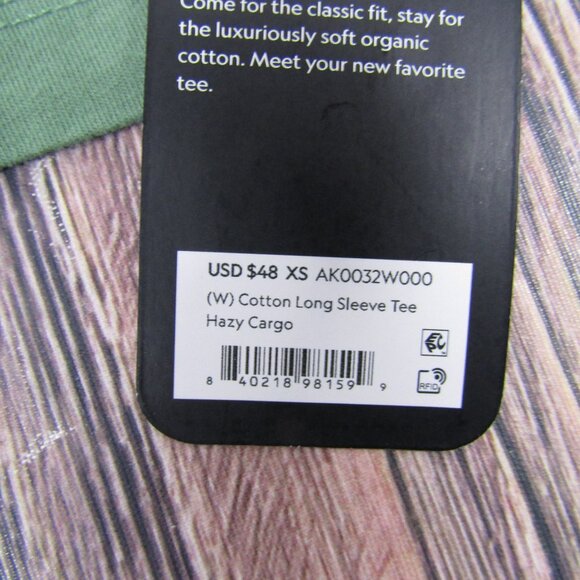 Come for the classic fit, stay for
the luxuriously soft organic
cotton. Meet your new favorite
tee.
USD $48 XS AK0032W000
(W) Cotton Long Sleeve Tee
Hazy Cargo
8 40218 98159 9
RFID